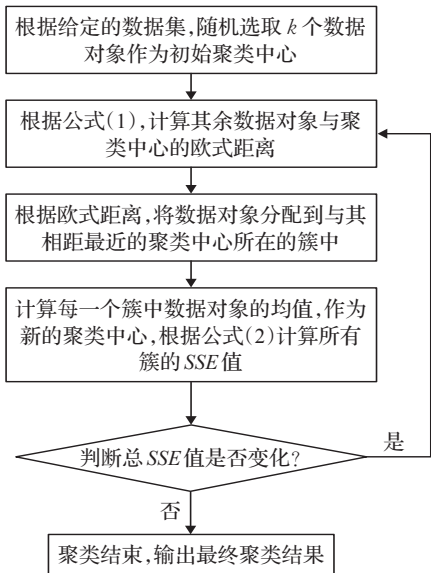 根据给定的数据集,随机选取 k 个数据
对象作为初始聚类中心
根据公式(1),计算其余数据对象与聚
类中心的欧式距离
根据欧式距离,将数据对象分配到与其
相距最近的聚类中心所在的簇中
计算每一个簇中数据对象的均值,作为
新的聚类中心,根据公式(2)计算所有
簇的 SSE 值
判断总 SSE 值是否变化?
是
否
聚类结束,输出最终聚类结果